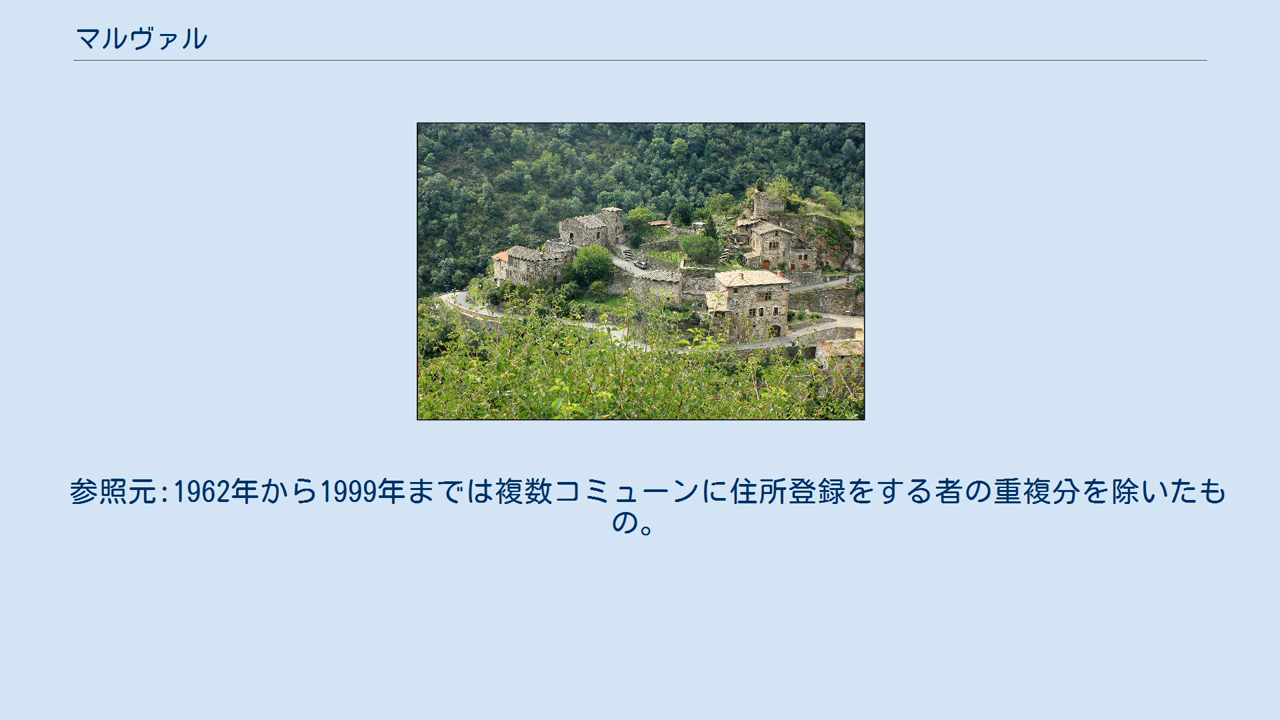 マルヴァル
参照元:1962年から1999年までは複数コミューンに住所登録をする者の重複分を除いたも
の。